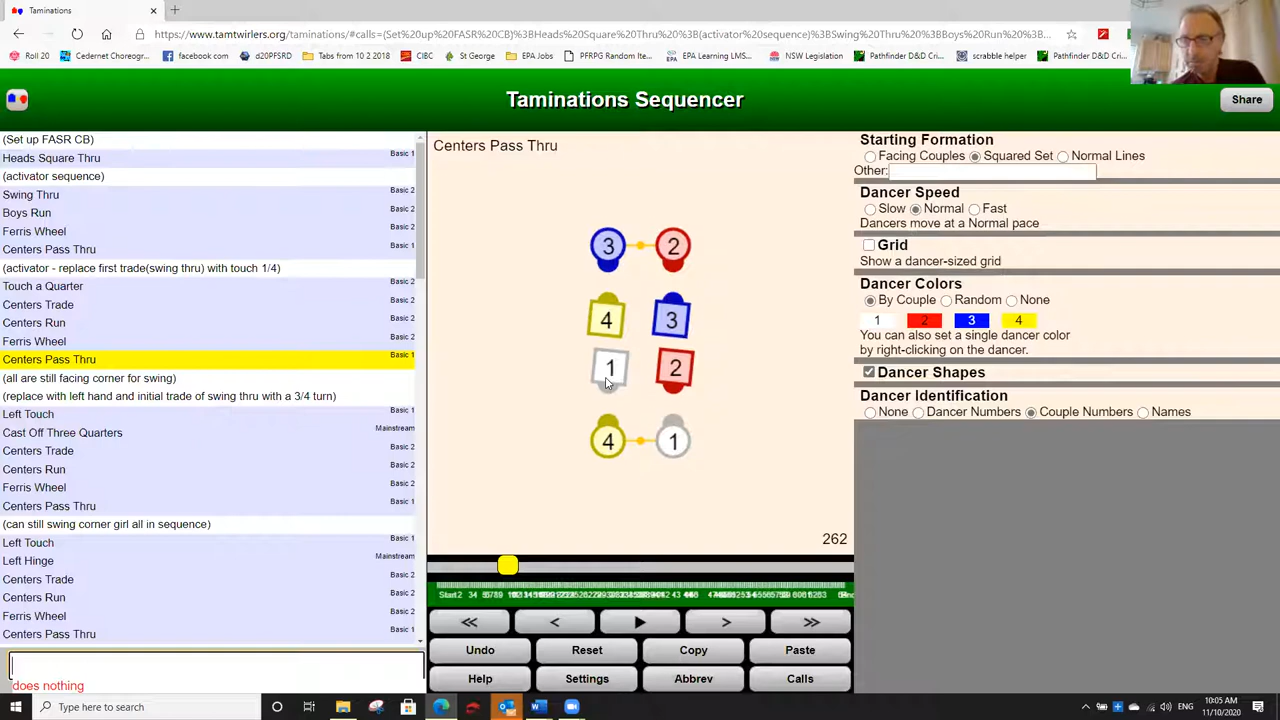 Taminations
https://www.tamtwirlers.org/taminations/#calls=(Set%20up%20FASR%20CB)%3BHeads%20Square%20Thru%20%3B(activator%20sequence)%3BSwing%20Thru%20%3BBoys%20Run%20%3B...
Roll 20
Cedernet Choreogr...
facebook.com
d20PFSRD
Tabs from 10 2 2018
CIBC
St George
EPA Jobs
PFRPG Random Ite...
EPA Learning LMS...
NSW Legislation
Pathfinder D&D Cri...
scrabble helper
Pathfinder D&D Cri...
Taminations Sequencer
Share
(Set up FASR CB)
Heads Square Thru Basic 1
(activator sequence)
Swing Thru Basic 2
Boys Run Basic 2
Ferris Wheel Basic 2
Centers Pass Thru Basic 1
(activator - replace first trade(swing thru) with touch 1/4)
Touch a Quarter Basic 2
Centers Trade Basic 2
Centers Run Basic 2
Ferris Wheel Basic 2
Centers Pass Thru Basic 1
(all are still facing corner for swing)
(replace with left hand and initial trade of swing thru with a 3/4 turn)
Left Touch Basic 2
Cast Off Three Quarters Mainstream
Centers Trade Basic 2
Centers Run Basic 2
Ferris Wheel Basic 2
Centers Pass Thru Basic 1
(can still swing corner girl all in sequence)
Left Touch Basic 2
Left Hinge Mainstream
Centers Trade Basic 2
Centers Run Basic 2
Ferris Wheel Basic 2
Centers Pass Thru Basic 1
does nothing
Centers Pass Thru
3 2
4 3
1 2
4 1
262
Start 2
<< < > >>
Undo Reset Copy Paste
Help Settings Abbrev Calls
Starting Formation
Facing Couples Squared Set Normal Lines
Other:
Dancer Speed
Slow Normal Fast
Dancers move at a Normal pace
Grid
Show a dancer-sized grid
Dancer Colors
By Couple Random None
1 2 3 4
You can also set a single dancer color
by right-clicking on the dancer.
Dancer Shapes
Dancer Identification
None Dancer Numbers Couple Numbers Names
Type here to search
ENG
10:05 AM
11/10/2020